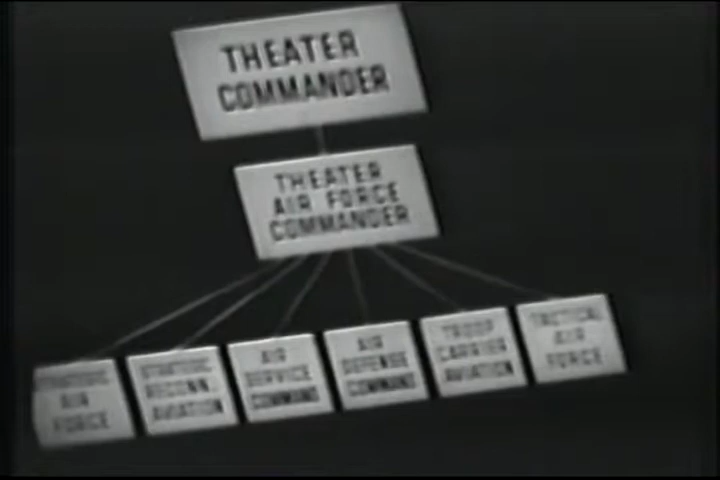 THEATER
COMMANDER
THEATER
AIR FORCE
COMMANDER
STRATEGIC
AIR
FORCE
STRATEGIC
RECONN.
AVIATION
AIR
SERVICE
COMMAND
AIR
DEFENSE
COMMAND
TROOP
CARRIER
AVIATION
TACTICAL
AIR
FORCE